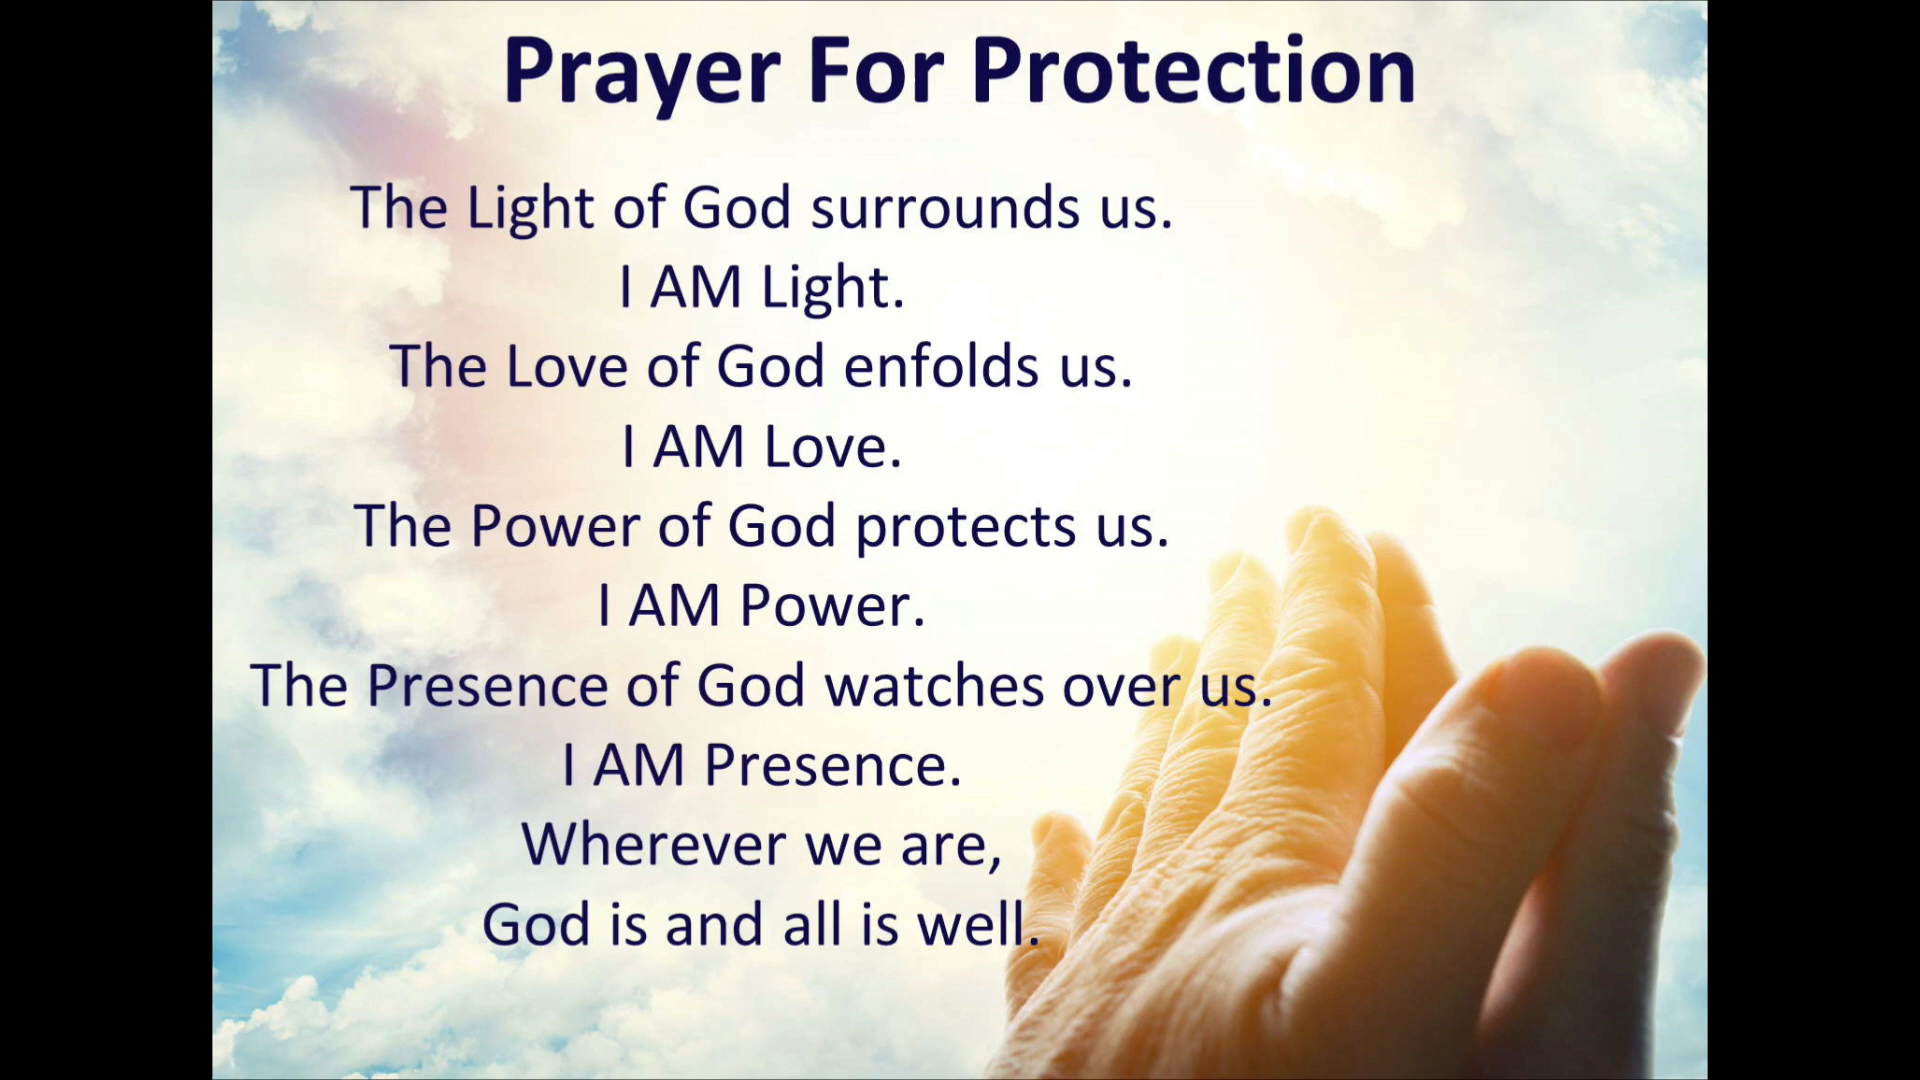 Prayer For Protection
The Light of God surrounds us.
I AM Light.
The Love of God enfolds us.
I AM Love.
The Power of God protects us.
I AM Power.
The Presence of God watches over us.
I AM Presence.
Wherever we are,
God is and all is well.